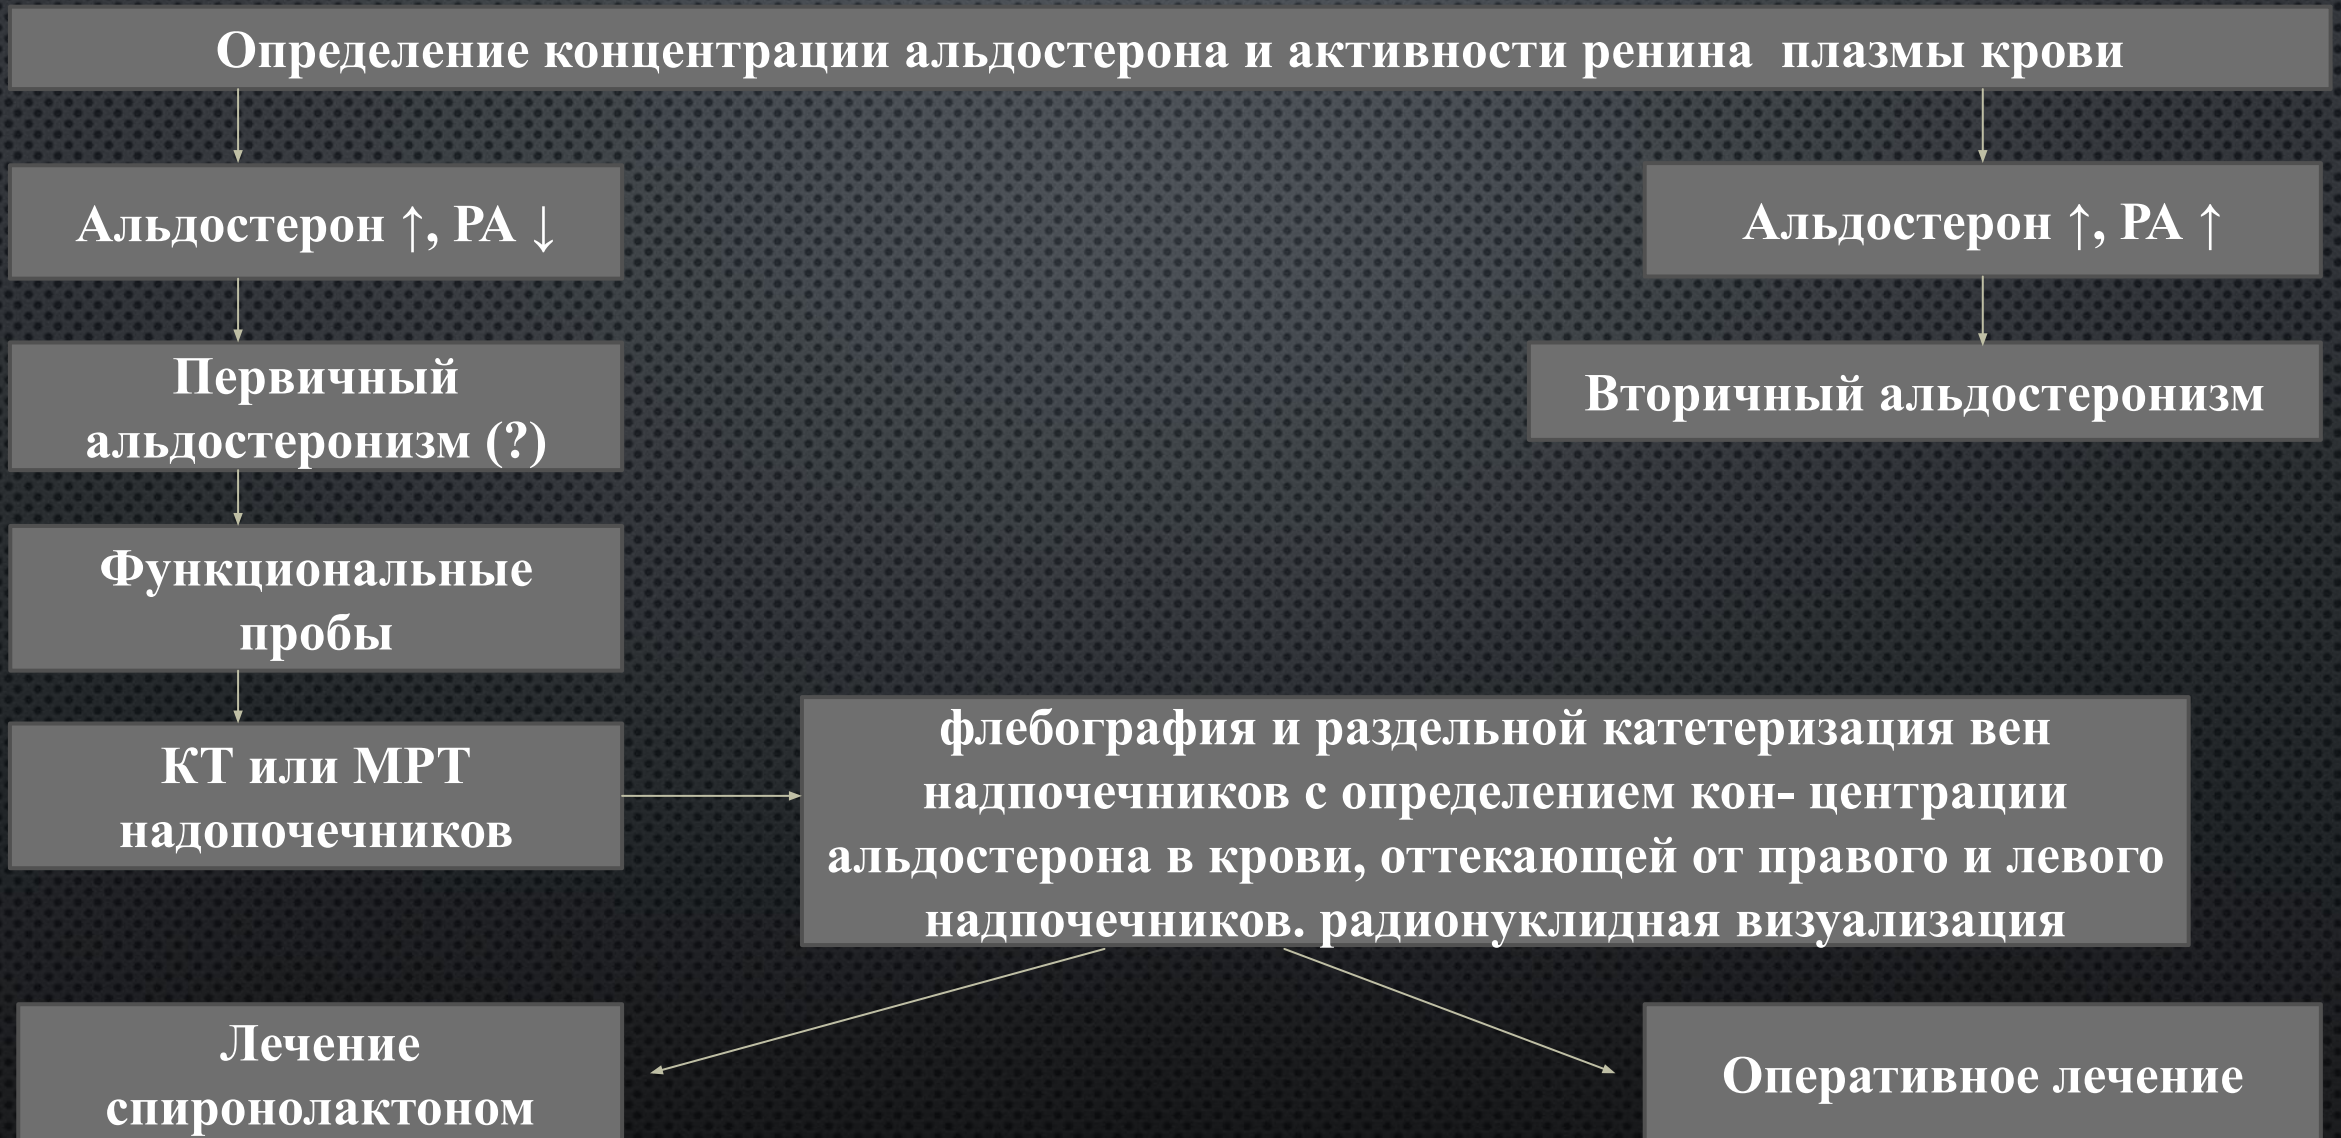 Определение концентрации альдостерона и активности ренина плазмы крови
Альдостерон ↑, РА ↓
Альдостерон ↑, РА ↑
Первичный
альдостеронизм (?)
Вторичный альдостеронизм
Функциональные
пробы
КТ или МРТ
надопочечников
флебография и раздельной катетеризация вен
надпочечников с определением кон- центрации
альдостерона в крови, оттекающей от правого и левого
надпочечников. радионуклидная визуализация
Лечение
спиронолактоном
Оперативное лечение